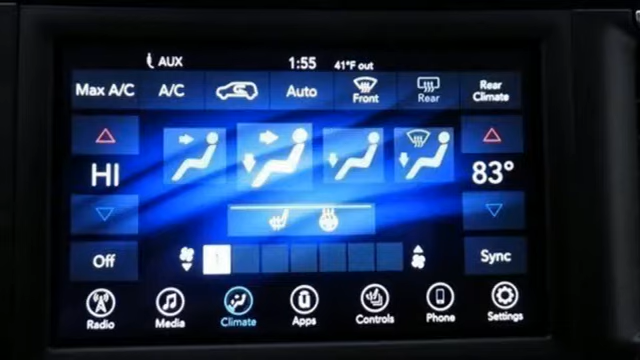 AUX 1:55 41°F out
Max A/C A/C Auto Front Rear Rear Climate
HI 83°
Off 1 Sync
Radio Media Climate Apps Controls Phone Settings